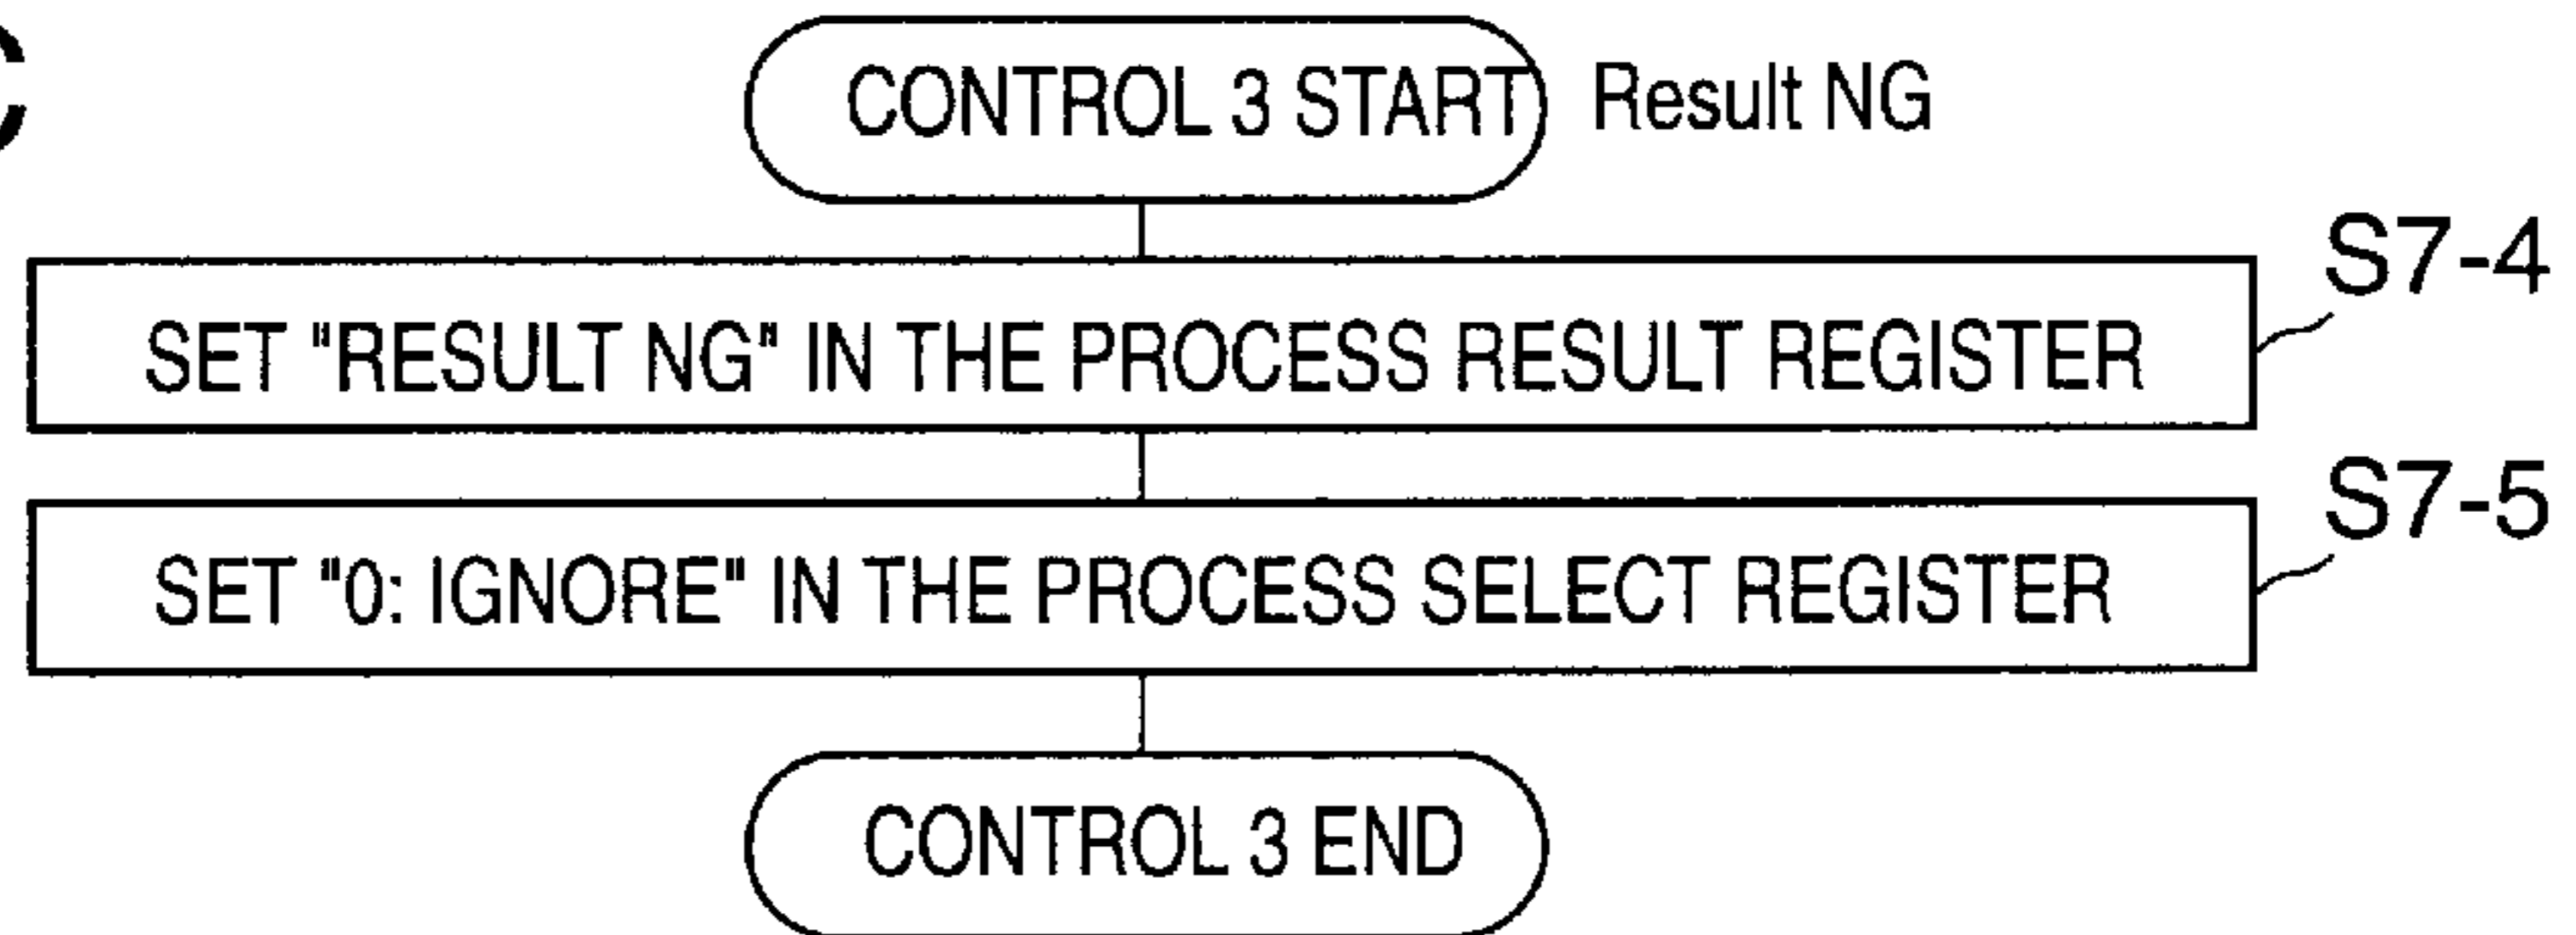 C
CONTROL 3 START Result NG
S7-4
SET "RESULT NG" IN THE PROCESS RESULT REGISTER
S7-5
SET "0: IGNORE" IN THE PROCESS SELECT REGISTER
CONTROL 3 END